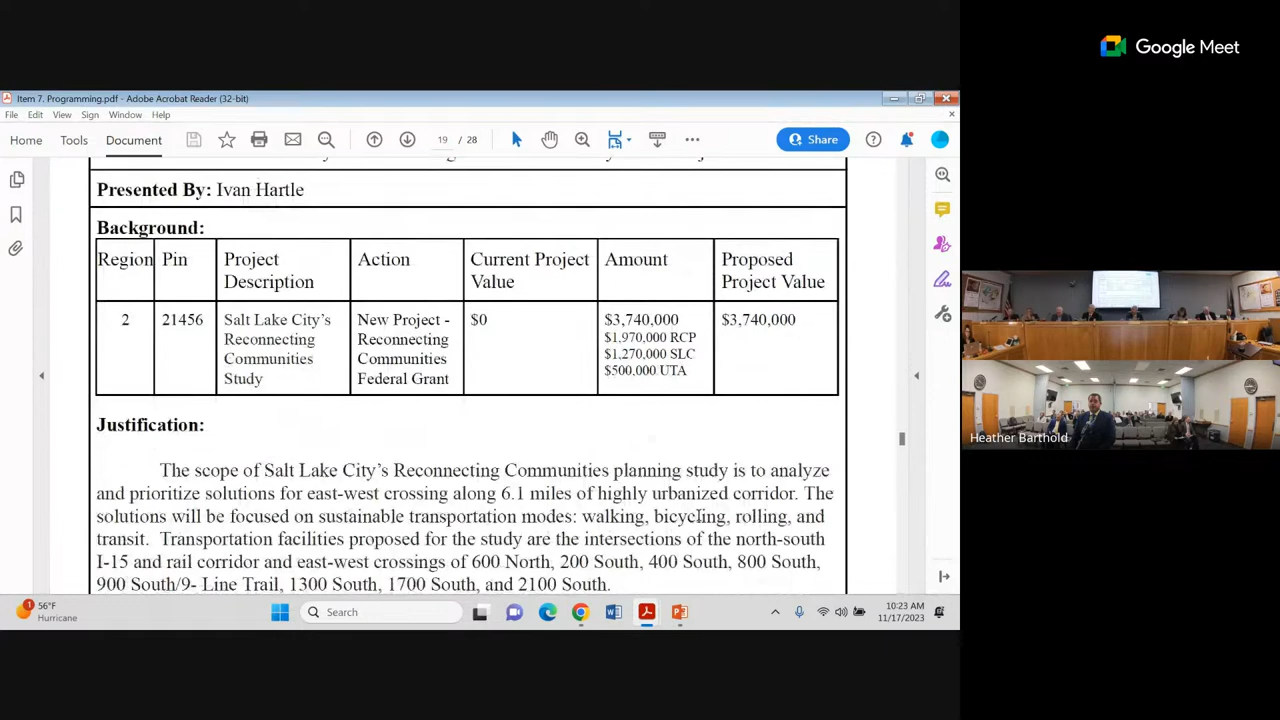 Google Meet
Item 7. Programming.pdf - Adobe Acrobat Reader (32-bit)
File Edit View Sign Window Help
Home Tools Document 19 / 28 Share
Presented By: Ivan Hartle
Background:
Region Pin Project Description Action Current Project Value Amount Proposed Project Value
2 21456 Salt Lake City’s Reconnecting Communities Study New Project - Reconnecting Communities Federal Grant $0 $3,740,000 $1,970,000 RCP $1,270,000 SLC $500,000 UTA $3,740,000
Justification:
The scope of Salt Lake City’s Reconnecting Communities planning study is to analyze
and prioritize solutions for east-west crossing along 6.1 miles of highly urbanized corridor. The
solutions will be focused on sustainable transportation modes: walking, bicycling, rolling, and
transit. Transportation facilities proposed for the study are the intersections of the north-south
I-15 and rail corridor and east-west crossings of 600 North, 200 South, 400 South, 800 South,
900 South/9- Line Trail, 1300 South, 1700 South, and 2100 South.
Heather Barthold
1
56°F
Hurricane
Search
10:23 AM
11/17/2023